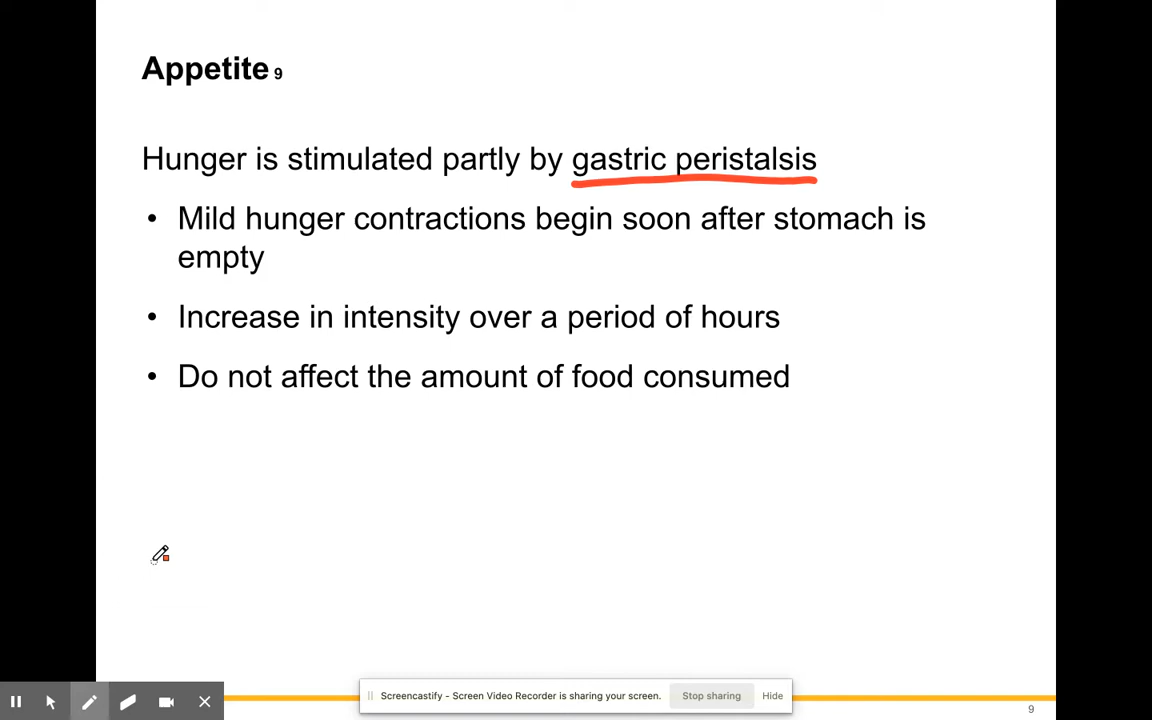 Appetite 9
Hunger is stimulated partly by gastric peristalsis
• Mild hunger contractions begin soon after stomach is
empty
• Increase in intensity over a period of hours
• Do not affect the amount of food consumed
Screencastify - Screen Video Recorder is sharing your screen. Stop sharing Hide
9